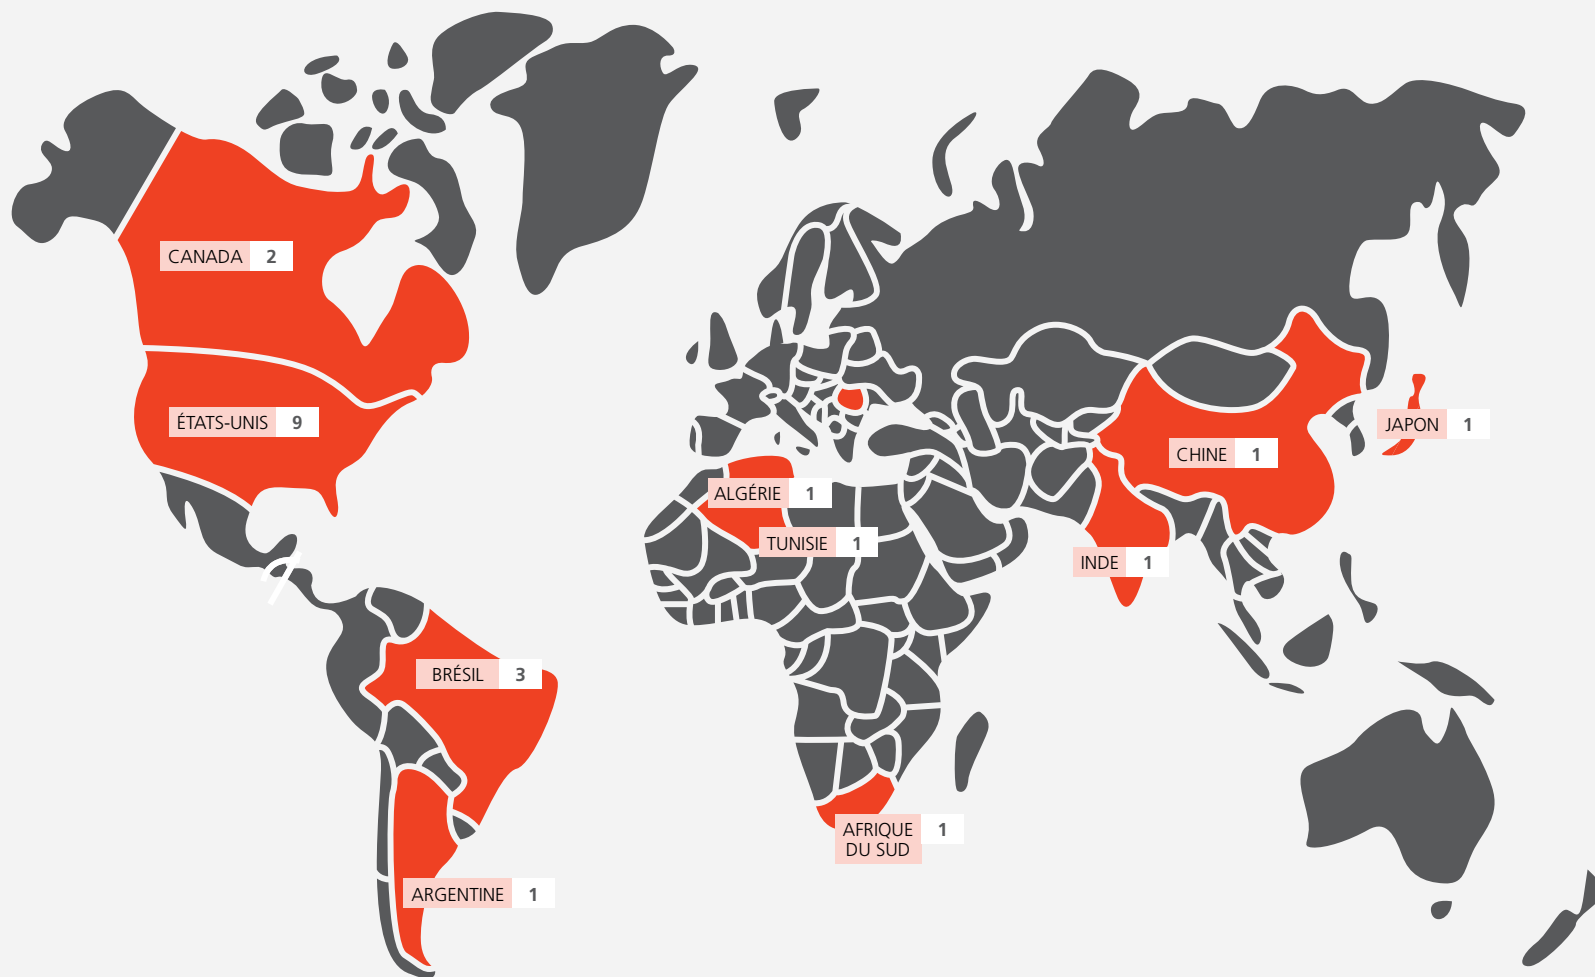 CANADA 2
ÉTATS-UNIS 9
JAPON 1
CHINE 1
ALGÉRIE 1
TUNISIE 1
INDE 1
BRÉSIL 3
AFRIQUE 1
DU SUD
ARGENTINE 1